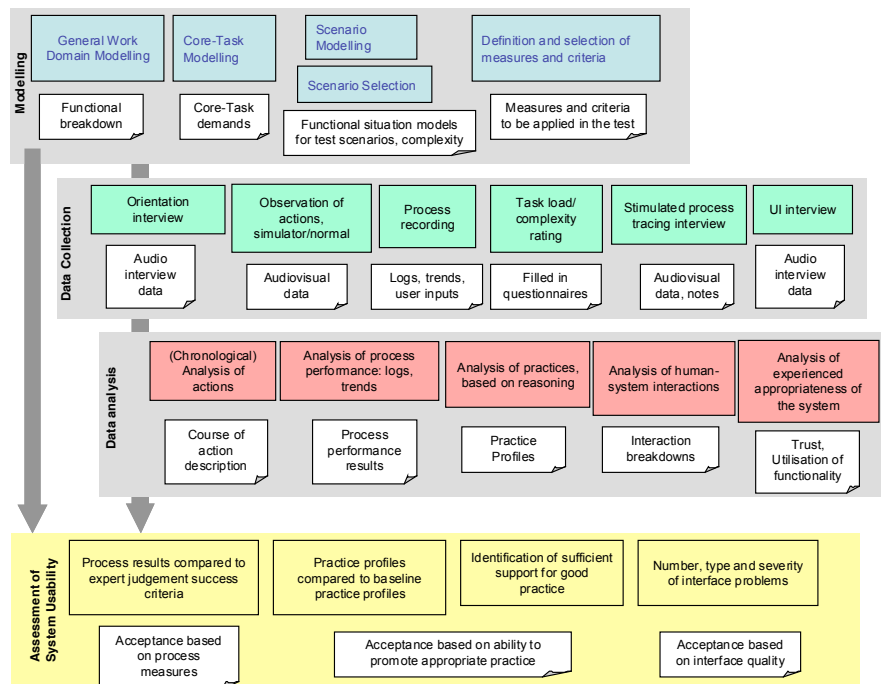 Modelling
General Work
Domain Modelling
Core-Task
Modelling
Scenario
Modelling
Scenario Selection
Definition and selection of
measures and criteria
Functional
breakdown
Core-Task
demands
Functional situation models
for test scenarios, complexity
Measures and criteria
to be applied in the test
Data Collection
Orientation
interview
Observation of
actions,
simulator/normal
Process
recording
Task load/
complexity
rating
Stimulated process
tracing interview
UI interview
Audio
interview
data
Audiovisual
data
Logs, trends,
user inputs
Filled in
questionnaires
Audiovisual
data, notes
Audio
interview
data
Data analysis
(Chronological)
Analysis of
actions
Analysis of process
performance: logs,
trends
Analysis of practices,
based on reasoning
Analysis of human-
system interactions
Analysis of
experienced
appropriateness of
the system
Course of
action
description
Process
performance
results
Practice
Profiles
Interaction
breakdowns
Trust,
Utilisation of
functionality
Assessment of
System Usability
Process results compared to
expert judgement success
criteria
Practice profiles
compared to baseline
practice profiles
Identification of sufficient
support for good
practice
Number, type and severity
of interface problems
Acceptance based
on process
measures
Acceptance based on ability to
promote appropriate practice
Acceptance based
on interface quality